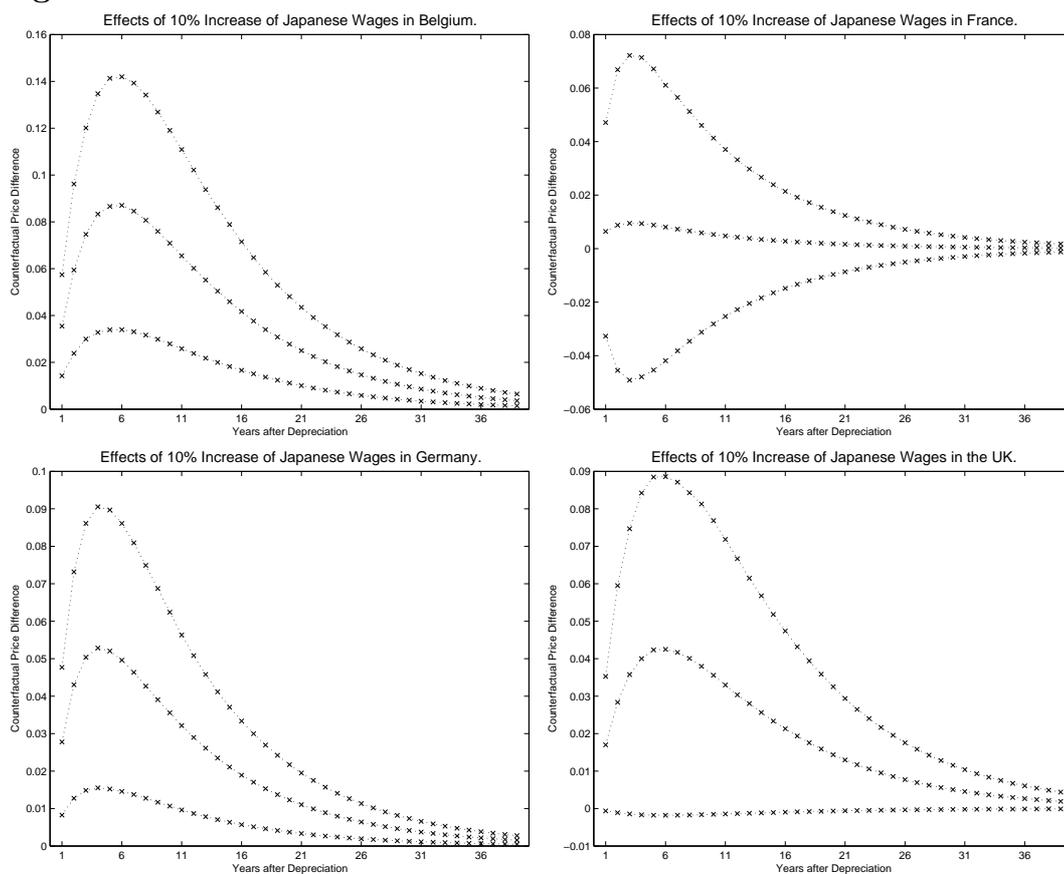 Effects of 10% Increase of Japanese Wages in Belgium.
0.16
0.14
0.12
0.1
0.08
0.06
0.04
0.02
0
Counterfactual Price Difference
1 6 11 16 21 26 31 36
Years after Depreciation
Effects of 10% Increase of Japanese Wages in France.
0.08
0.06
0.04
0.02
0
−0.02
−0.04
−0.06
Counterfactual Price Difference
1 6 11 16 21 26 31 36
Years after Depreciation
Effects of 10% Increase of Japanese Wages in Germany.
0.1
0.09
0.08
0.07
0.06
0.05
0.04
0.03
0.02
0.01
0
Counterfactual Price Difference
1 6 11 16 21 26 31 36
Years after Depreciation
Effects of 10% Increase of Japanese Wages in the UK.
0.09
0.08
0.07
0.06
0.05
0.04
0.03
0.02
0.01
0
−0.01
Counterfactual Price Difference
1 6 11 16 21 26 31 36
Years after Depreciation